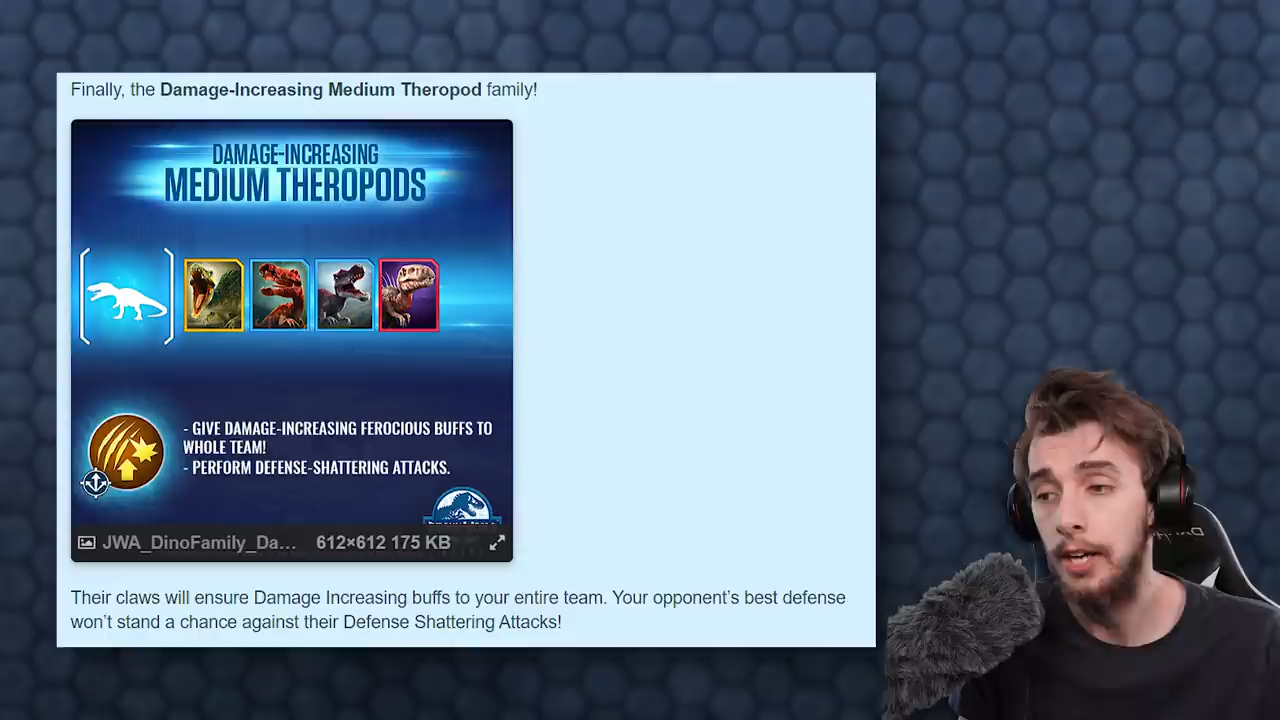 Finally, the Damage-Increasing Medium Theropod family!
DAMAGE-INCREASING
MEDIUM THEROPODS
- GIVE DAMAGE-INCREASING FEROCIOUS BUFFS TO
WHOLE TEAM!
- PERFORM DEFENSE-SHATTERING ATTACKS.
JWA_DinoFamily_Da... 612×612 175 KB
Their claws will ensure Damage Increasing buffs to your entire team. Your opponent’s best defense
won’t stand a chance against their Defense Shattering Attacks!